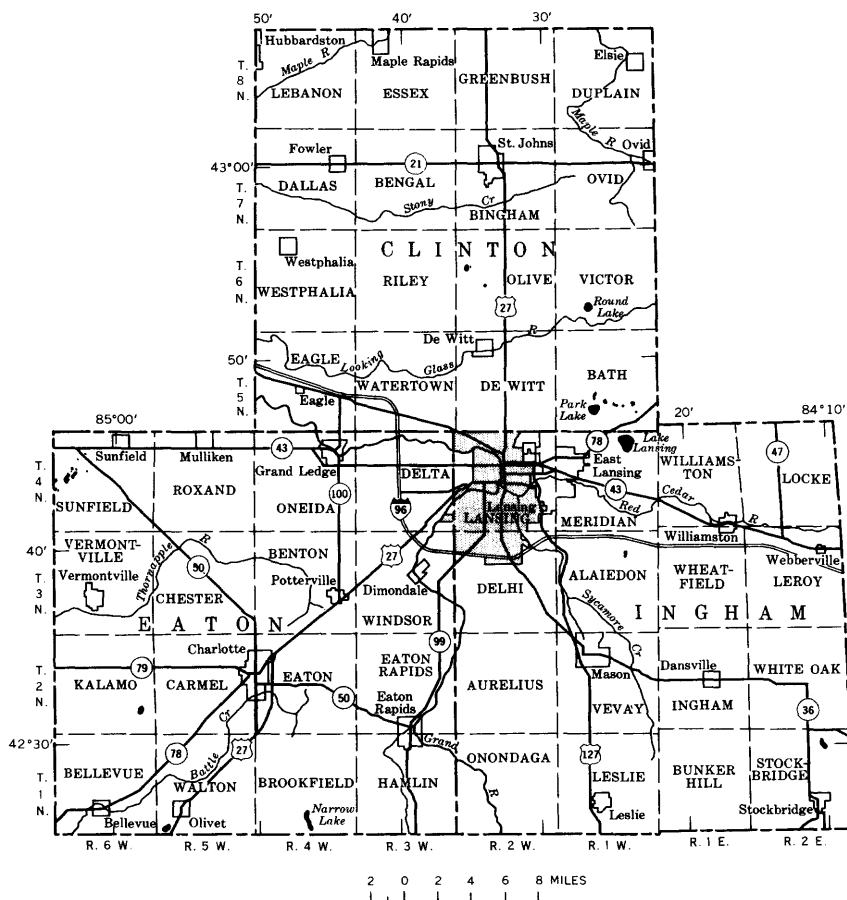 50' 40' 30'
Hubbardston
Maple R
Maple Rapids
Elsie
T. 8 N.
LEBANON ESSEX GREENBUSH DUPLAIN
Maple R
Fowler St. Johns Ovid
43°00' 21
T. 7 N.
DALLAS BENGAL OVID
Stony Cr
BINGHAM
CLINTON
Westphalia
T. 6 N.
WESTPHALIA RILEY OLIVE VICTOR
27
Round Lake
De Witt R
50'
EAGLE Looking Glass
WATERTOWN DE WITT BATH
T. 5 N.
Eagle
Park Lake
85°00' 20' 84°10'
Sunfield Mulliken 43 Grand Ledge
78 Lake Lansing
East Lansing
47
T. 4 N.
SUNFIELD ROXAND ONEIDA DELTA
WILLIAMSTON LOCKE
100 96
Lansing
LANSING
43 Red Cedar R
MERIDIAN
40'
VERMONTVILLE Thornapple R BENTON 27
Williamston
Webberville
Vermontville 50 Potterville Dimondale
DELHI ALAIEDON WHEATFIELD LEROY
T. 3 N.
CHESTER WINDSOR
Sycamore Cr
EATON INGHAM
Charlotte 99
79
T. 2 N.
KALAMO CARMEL EATON EATON RAPIDS AURELIUS
Mason Dansville WHITE OAK
50 Eaton Rapids
VEVAY INGHAM 36
42°30'
78 Battle Cr 27
Grand R
ONONDAGA 127
T. 1 N.
BELLEVUE WALTON BROOKFIELD HAMLIN
LESLIE BUNKER HILL STOCKBRIDGE
Bellevue Olivet Narrow Lake
Leslie Stockbridge
R. 6 W. R. 5 W. R. 4 W. R. 3 W. R. 2 W. R. 1 W. R. 1 E. R. 2 E.
2 0 2 4 6 8 MILES